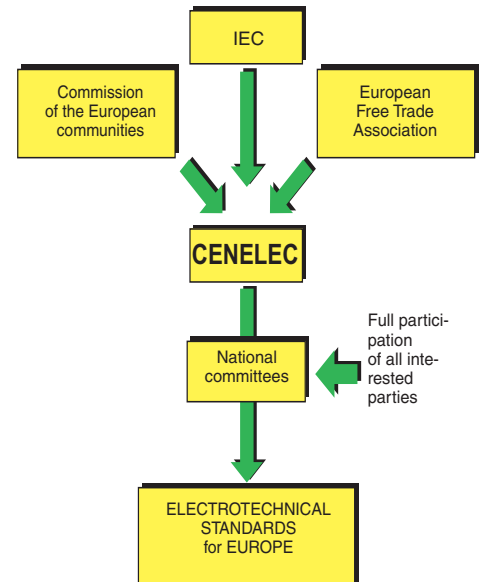 IEC
Commission
of the European
communities
European
Free Trade
Association
CENELEC
National
committees
Full partici-
pation
of all inte-
rested
parties
ELECTROTECHNICAL
STANDARDS
for EUROPE